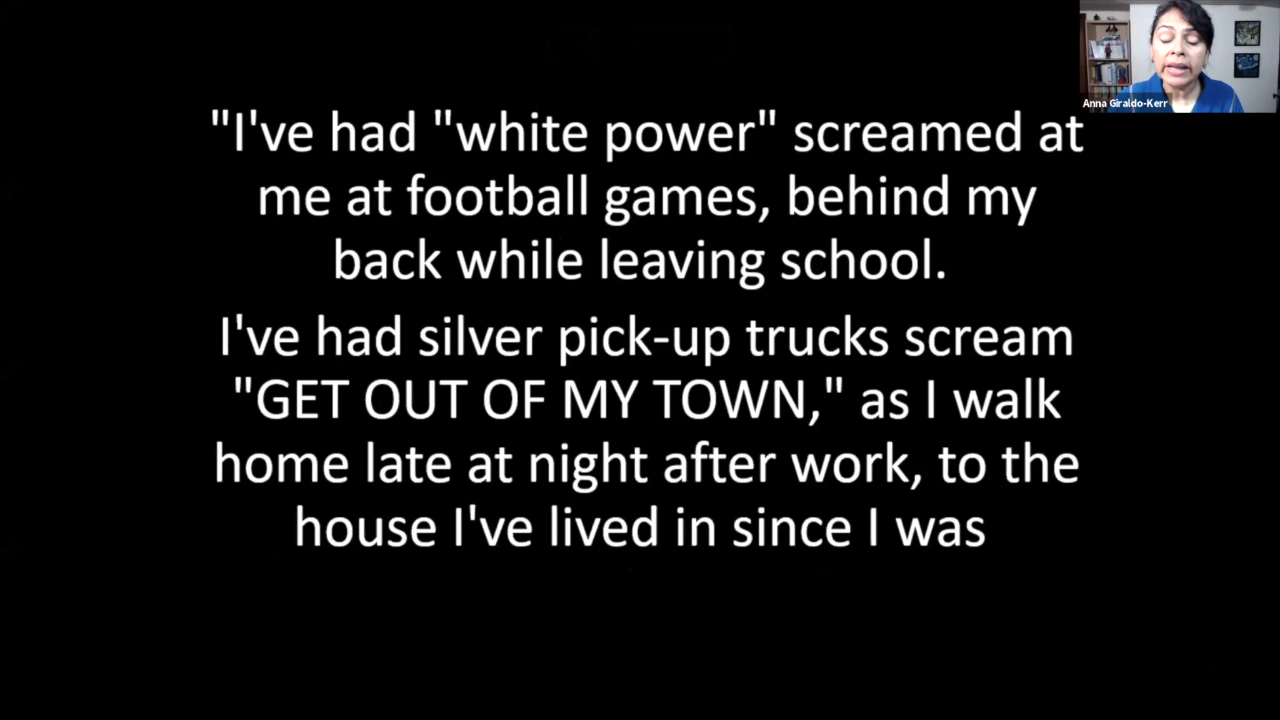 Anna Giraldo-Kerr
"I've had "white power" screamed at
me at football games, behind my
back while leaving school.
I've had silver pick-up trucks scream
"GET OUT OF MY TOWN," as I walk
home late at night after work, to the
house I've lived in since I was